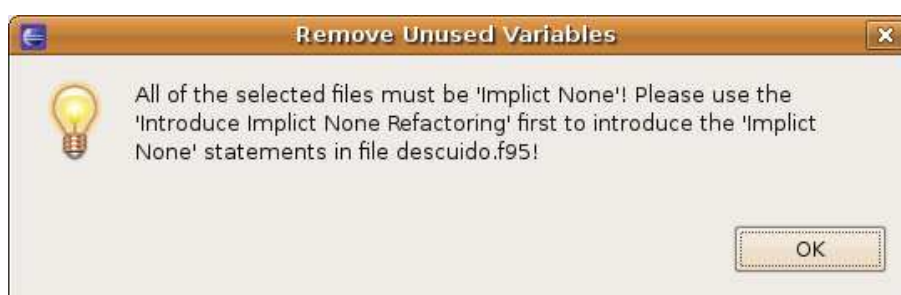 Remove Unused Variables
All of the selected files must be 'Implict None'! Please use the
'Introduce Implict None Refactoring' first to introduce the 'Implict
None' statements in file descuido.f95!
OK